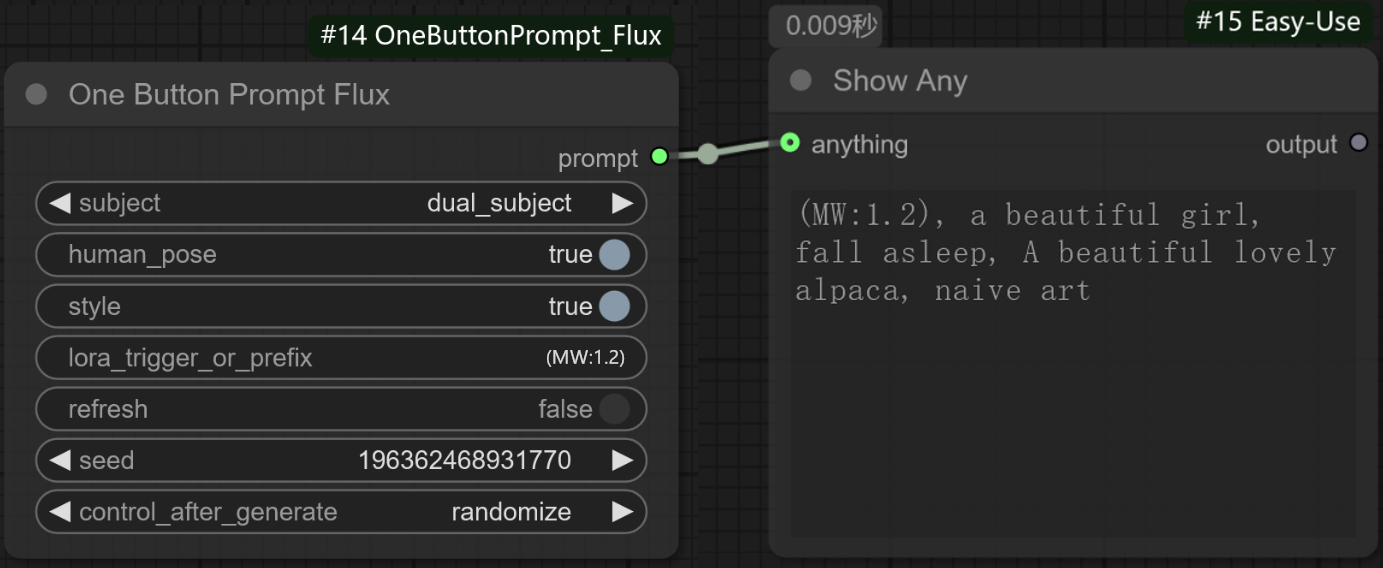 #14 OneButtonPrompt_Flux
One Button Prompt Flux
prompt
subject dual_subject
human_pose true
style true
lora_trigger_or_prefix (MW:1.2)
refresh false
seed 196362468931770
control_after_generate randomize
0.009秒
#15 Easy-Use
Show Any
anything output
(MW:1.2), a beautiful girl,
fall asleep, A beautiful lovely
alpaca, naive art